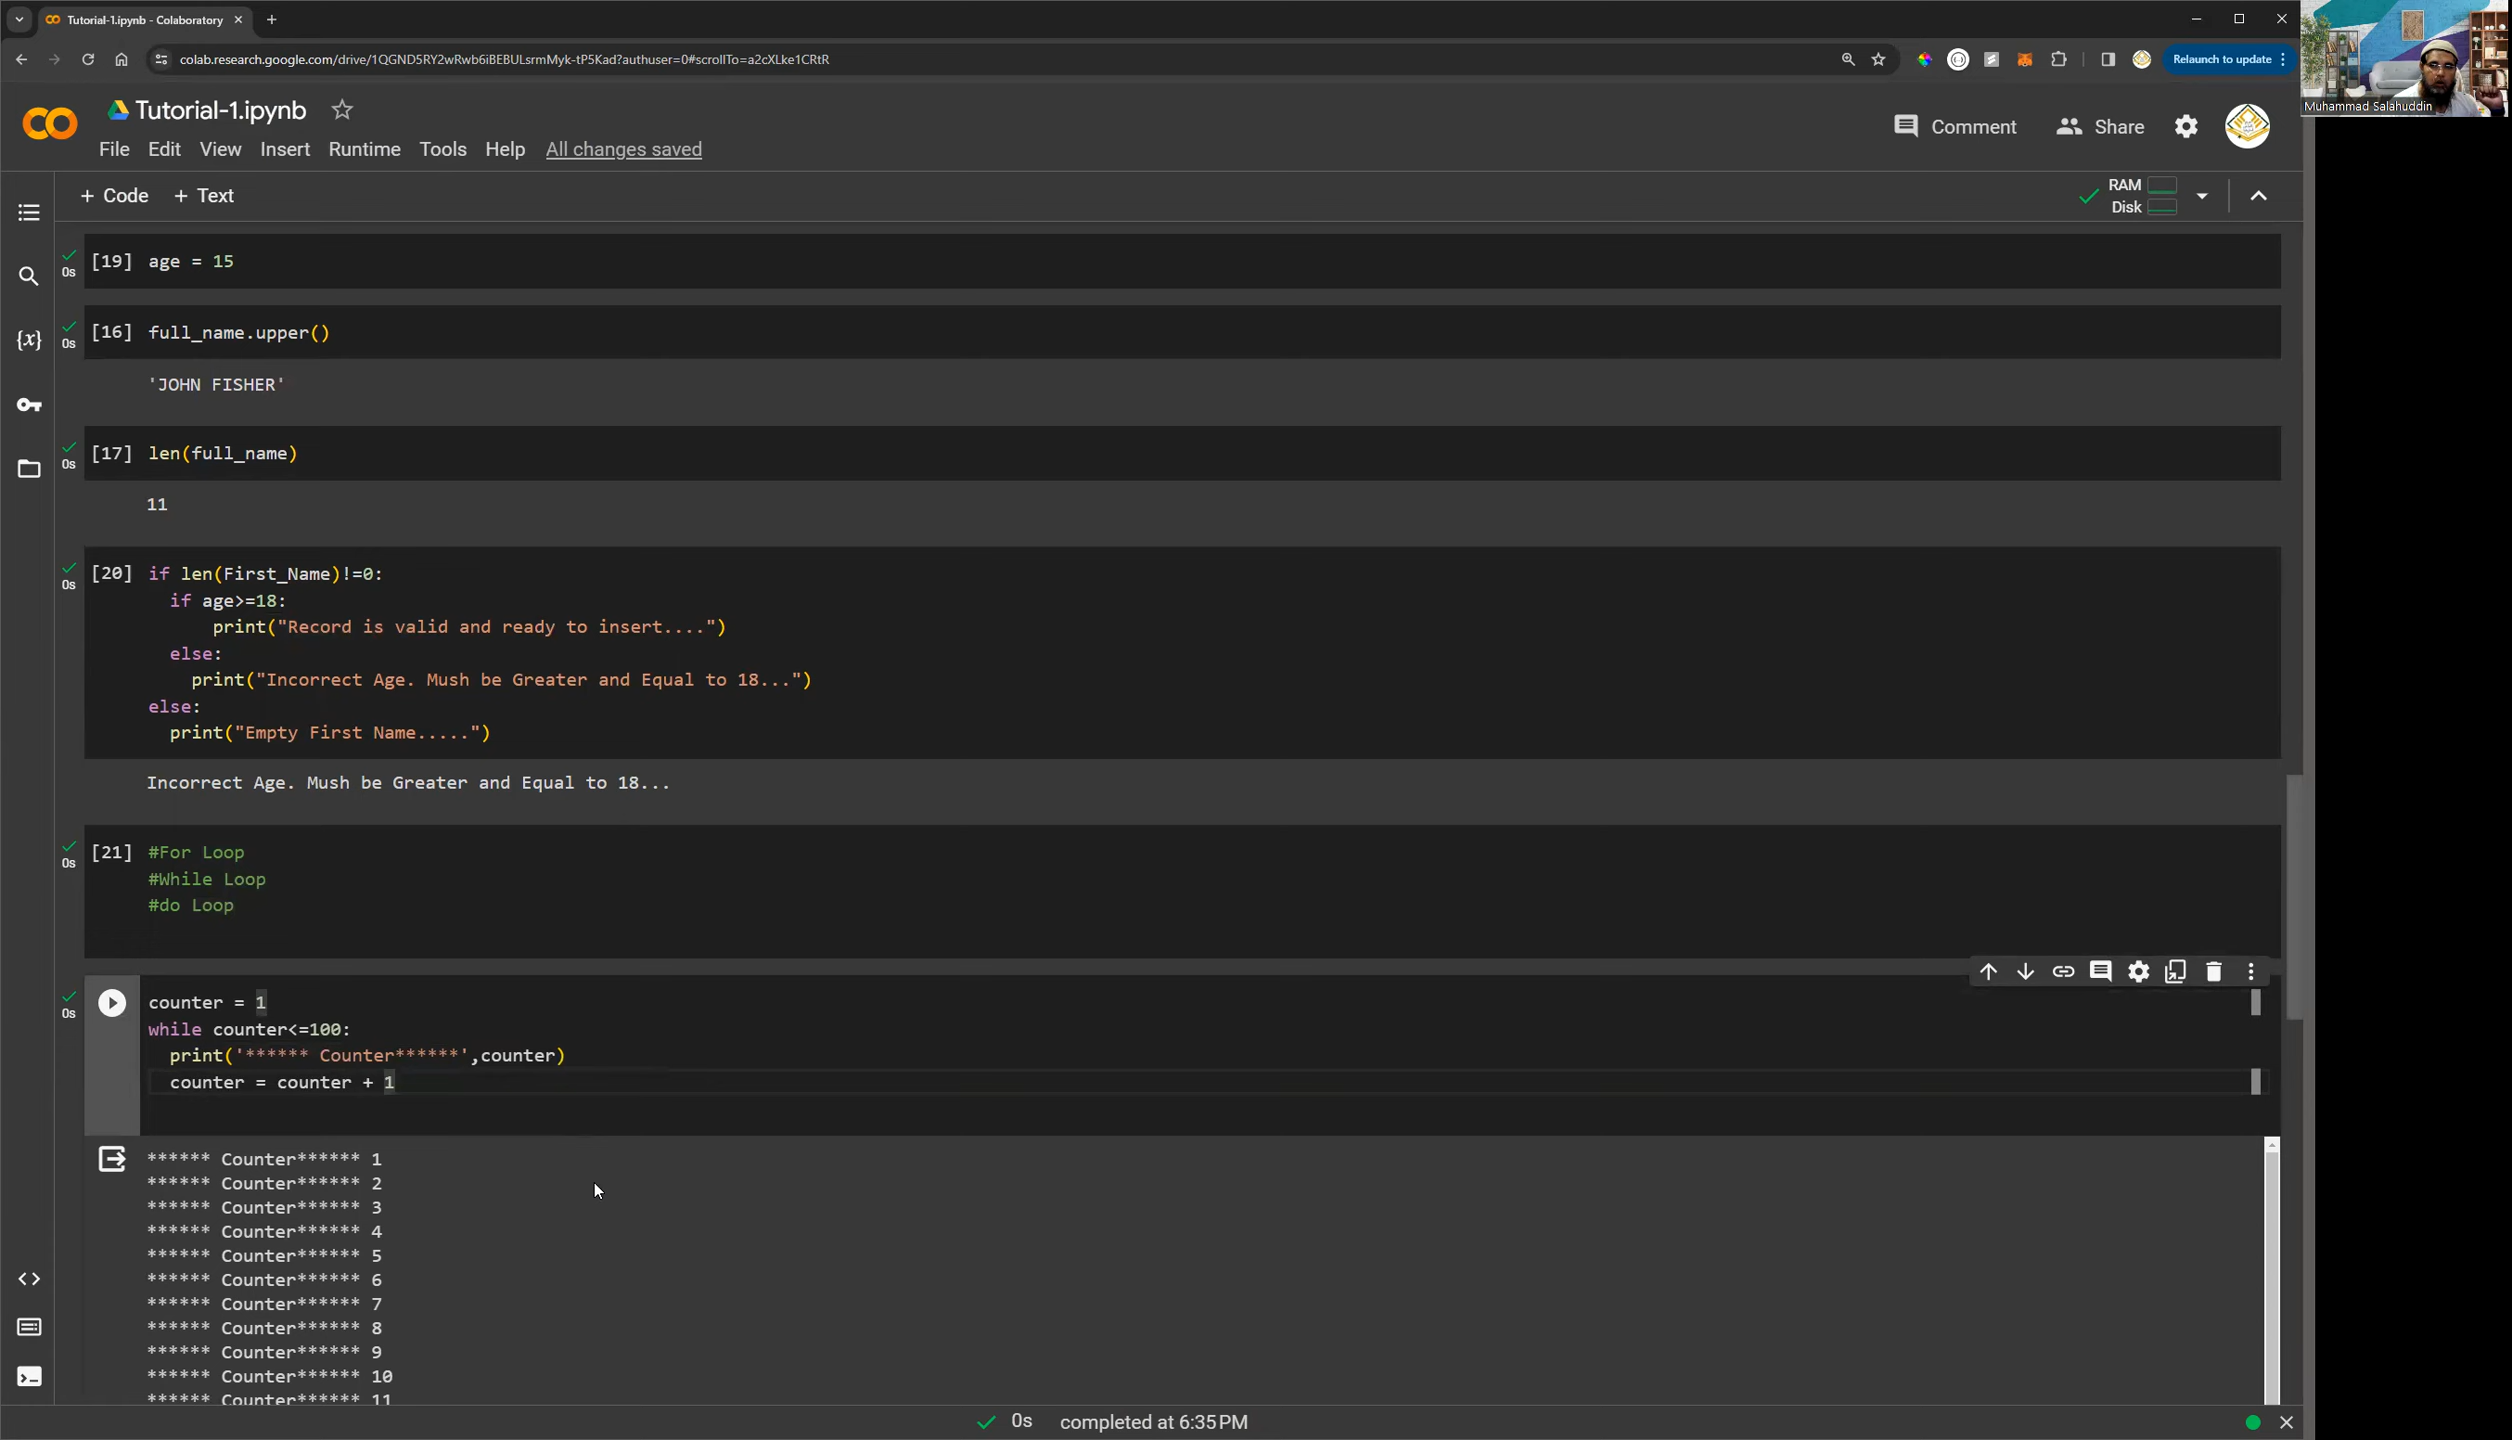 Tutorial-1.ipynb - Colaboratory
colab.research.google.com/drive/1QGND5RY2wRwb6iBEBULsrmMyk-tP5Kad?authuser=0#scrollTo=a2cXLke1CRtR
Relaunch to update
Muhammad Salahuddin
Tutorial-1.ipynb
Comment
Share
File Edit View Insert Runtime Tools Help All changes saved
+ Code + Text
RAM
Disk
0s [19] age = 15
0s [16] full_name.upper()
'JOHN FISHER'
0s [17] len(full_name)
11
0s [20] if len(First_Name)!=0:
if age>=18:
print("Record is valid and ready to insert....")
else:
print("Incorrect Age. Mush be Greater and Equal to 18...")
else:
print("Empty First Name.....")
Incorrect Age. Mush be Greater and Equal to 18...
0s [21] #For Loop
#While Loop
#do Loop
0s counter = 1
while counter<=100:
print('****** Counter******',counter)
counter = counter + 1
****** Counter****** 1
****** Counter****** 2
****** Counter****** 3
****** Counter****** 4
****** Counter****** 5
****** Counter****** 6
****** Counter****** 7
****** Counter****** 8
****** Counter****** 9
****** Counter****** 10
****** Counter****** 11
0s completed at 6:35 PM